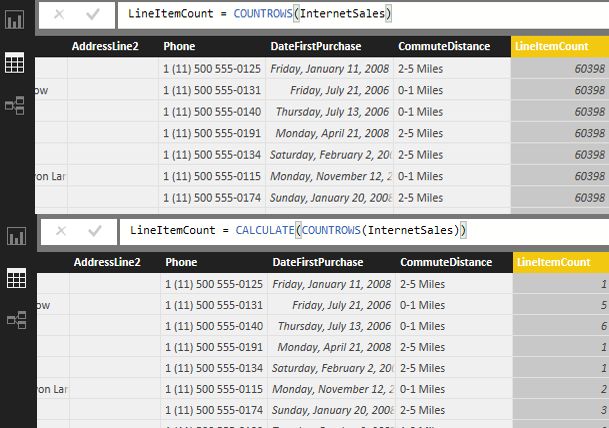 LineItemCount = COUNTROWS(InternetSales)
AddressLine2 Phone DateFirstPurchase CommuteDistance LineItemCount
1 (11) 500 555-0125 Friday, January 11, 2008 2-5 Miles 60398
ow 1 (11) 500 555-0131 Friday, July 21, 2006 0-1 Miles 60398
1 (11) 500 555-0140 Thursday, July 13, 2006 0-1 Miles 60398
1 (11) 500 555-0191 Monday, April 21, 2008 2-5 Miles 60398
1 (11) 500 555-0134 Saturday, February 2, 20 2-5 Miles 60398
yon Lar 1 (11) 500 555-0115 Monday, November 12, 2 0-1 Miles 60398
1 (11) 500 555-0174 Sunday, January 20, 2008 2-5 Miles 60398
LineItemCount = CALCULATE(COUNTROWS(InternetSales))
AddressLine2 Phone DateFirstPurchase CommuteDistance LineItemCount
1 (11) 500 555-0125 Friday, January 11, 2008 2-5 Miles 1
ow 1 (11) 500 555-0131 Friday, July 21, 2006 0-1 Miles 5
1 (11) 500 555-0140 Thursday, July 13, 2006 0-1 Miles 6
1 (11) 500 555-0191 Monday, April 21, 2008 2-5 Miles 1
1 (11) 500 555-0134 Saturday, February 2, 20 2-5 Miles 1
on Lar 1 (11) 500 555-0115 Monday, November 12, 2 0-1 Miles 2
1 (11) 500 555-0174 Sunday, January 20, 2008 2-5 Miles 3